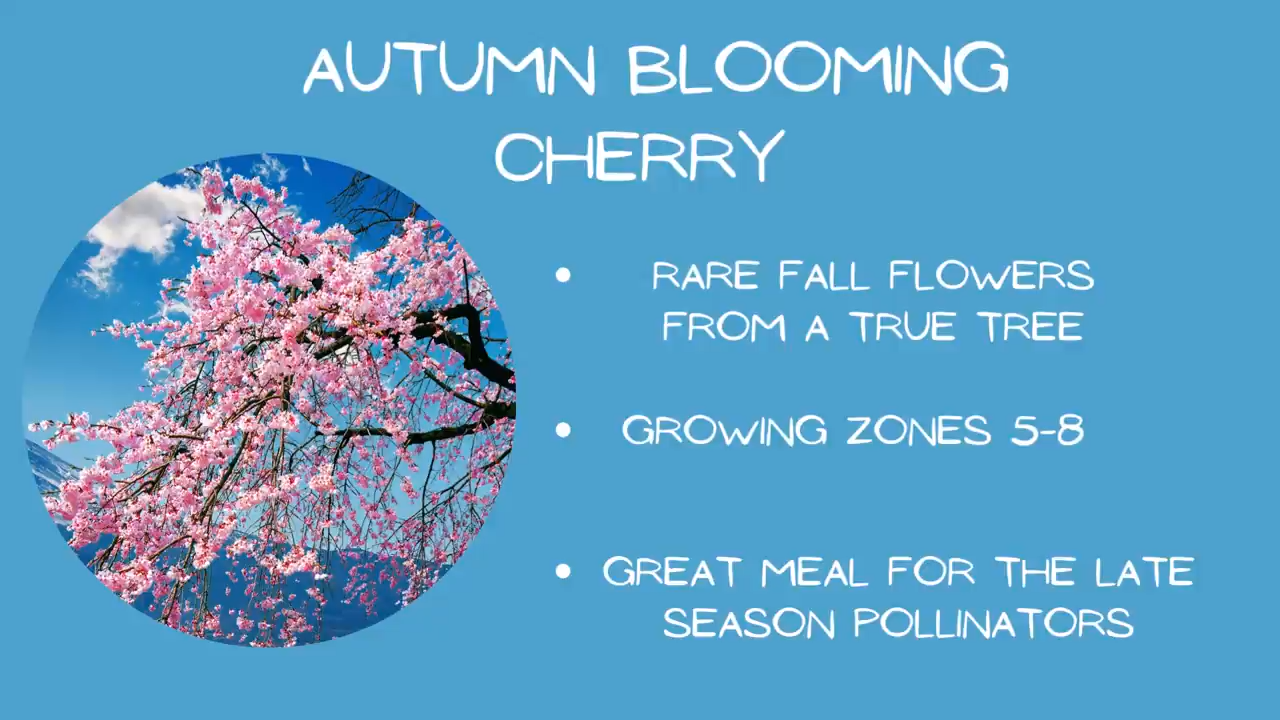 AUTUMN BLOOMING
CHERRY
• RARE FALL FLOWERS
FROM A TRUE TREE
• GROWING ZONES 5-8
• GREAT MEAL FOR THE LATE
SEASON POLLINATORS